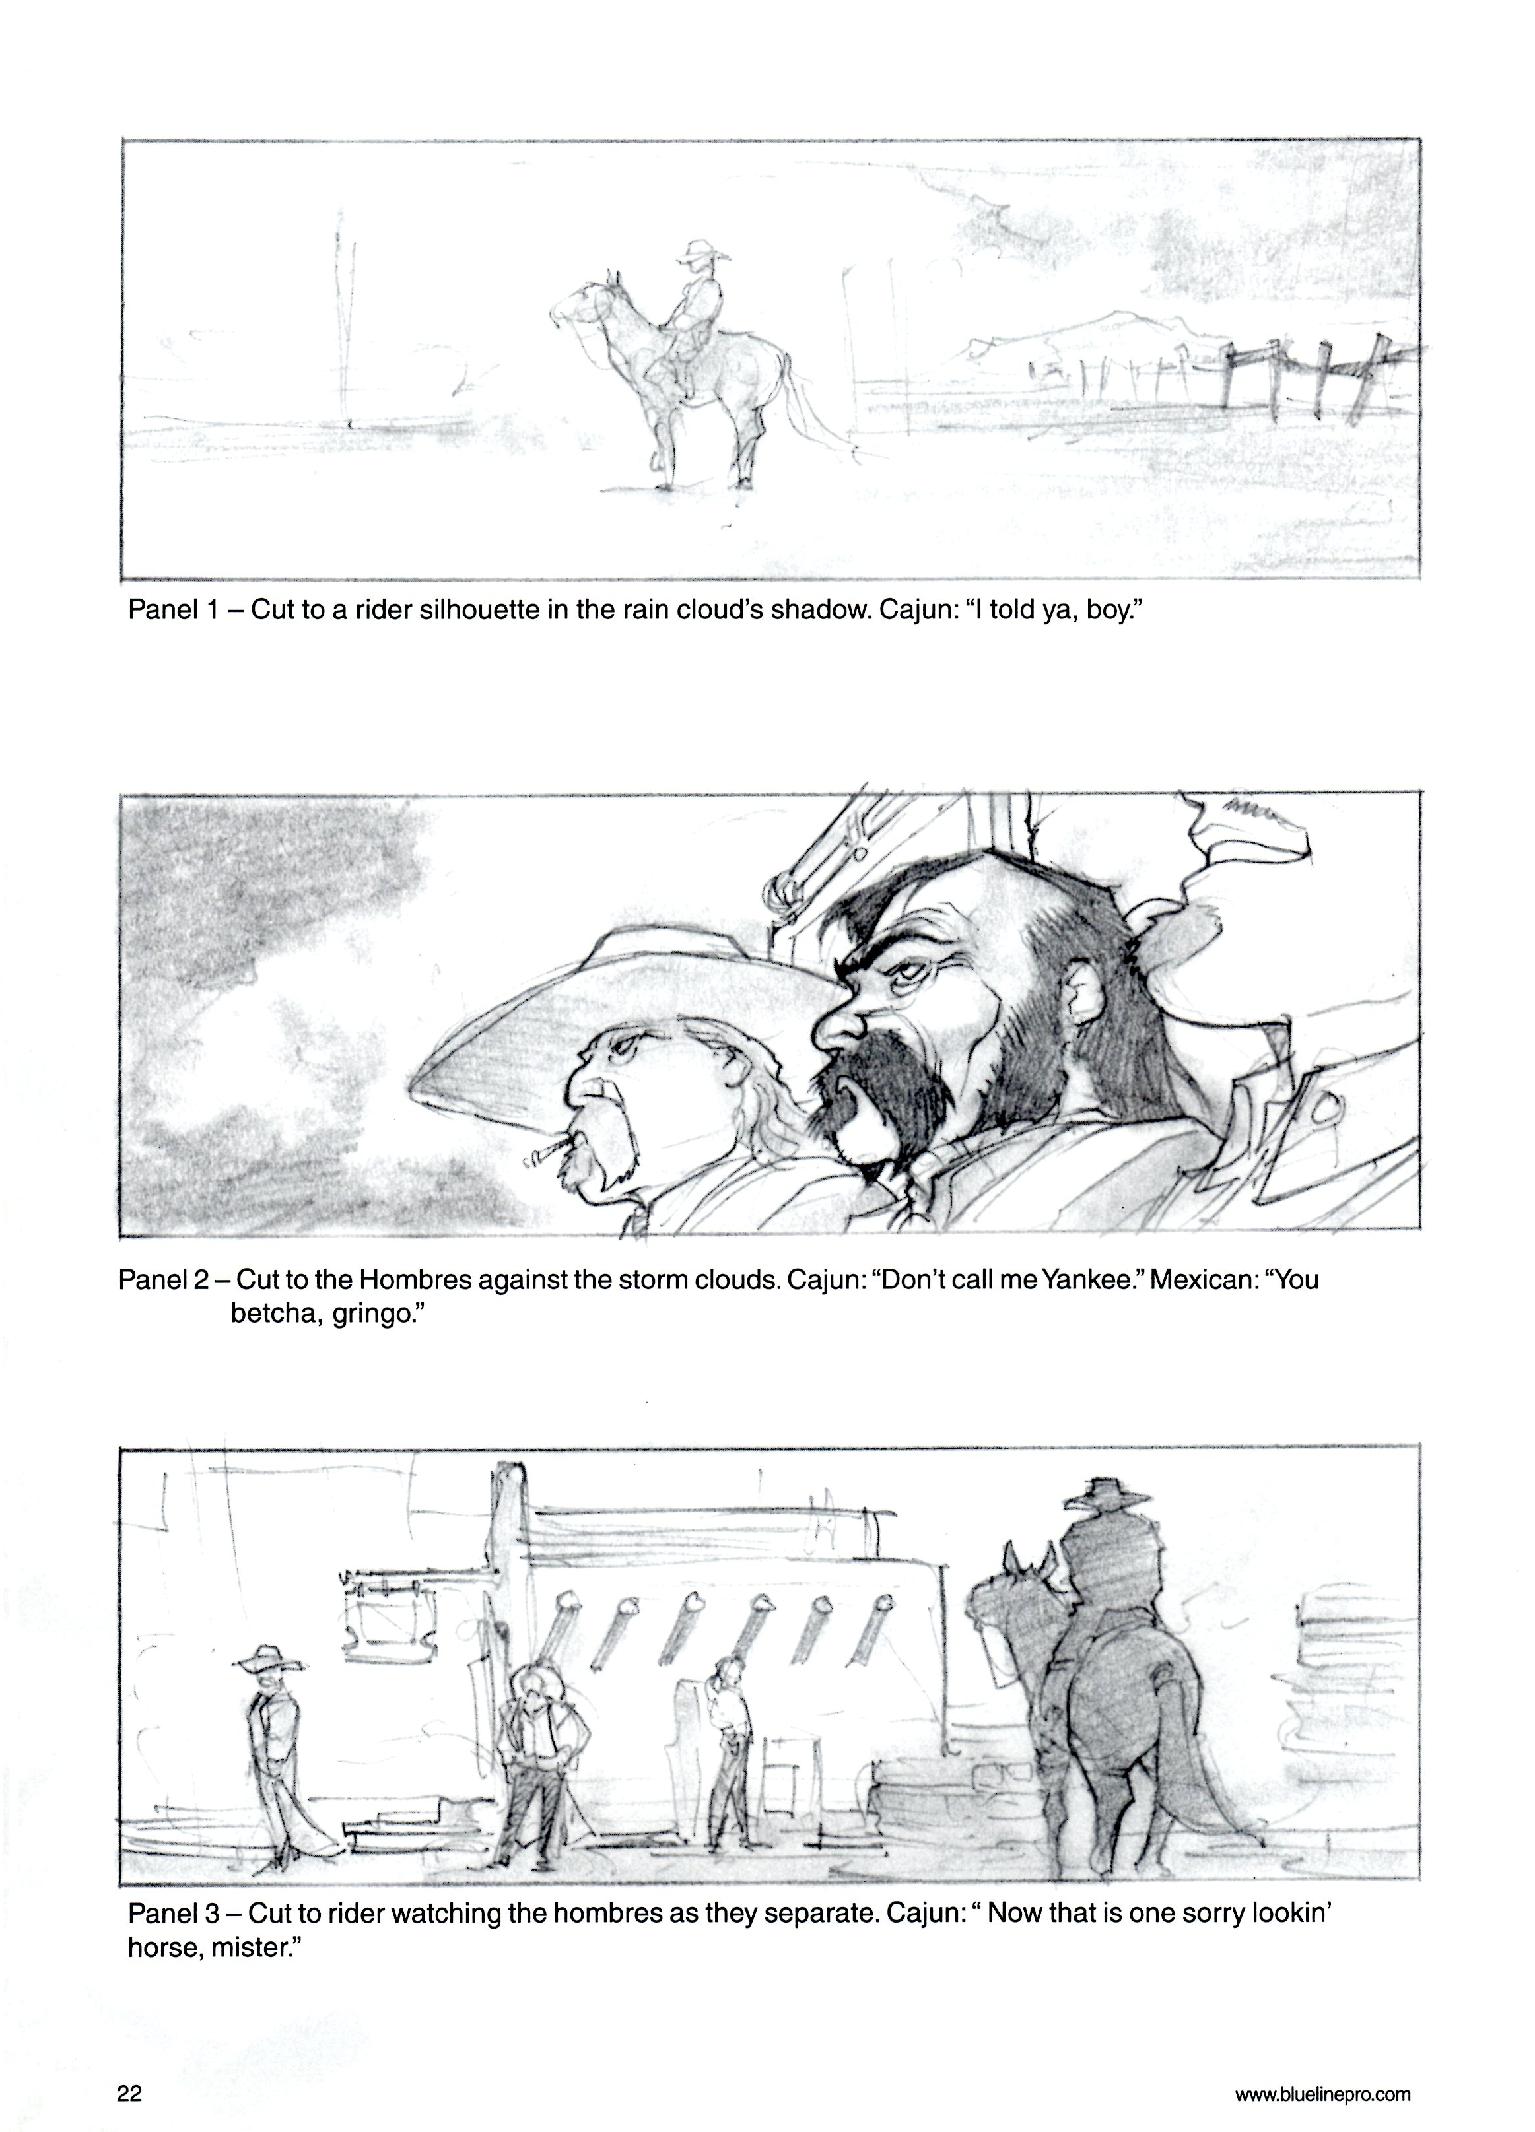 Panel 1 – Cut to a rider silhouette in the rain cloud's shadow. Cajun: “I told ya, boy.”
Panel 2 – Cut to the Hombres against the storm clouds. Cajun: “Don't call me Yankee.” Mexican: “You
betcha, gringo.”
Panel 3 – Cut to rider watching the hombres as they separate. Cajun: “ Now that is one sorry lookin'
horse, mister.”
22
www.bluelinepro.com